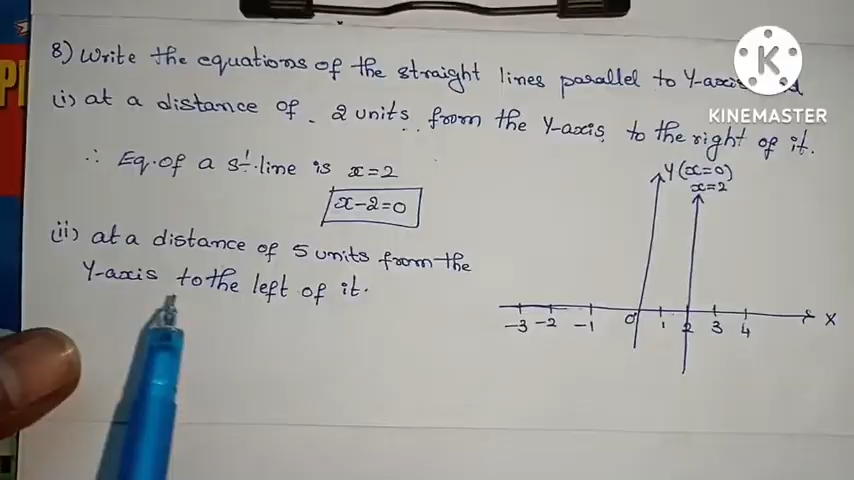 8) Write the equations of the straight lines parallel to Y-axis
(i) at a distance of 2 units from the Y-axis, to the right of it.
∴ Eq. of a st. line is x=2
x-2=0
(ii) at a distance of 5 units from the
Y-axis to the left of it.
Y(x=0)
x=2
-3 -2 -1 0 1 2 3 4 X
K
KINEMASTER